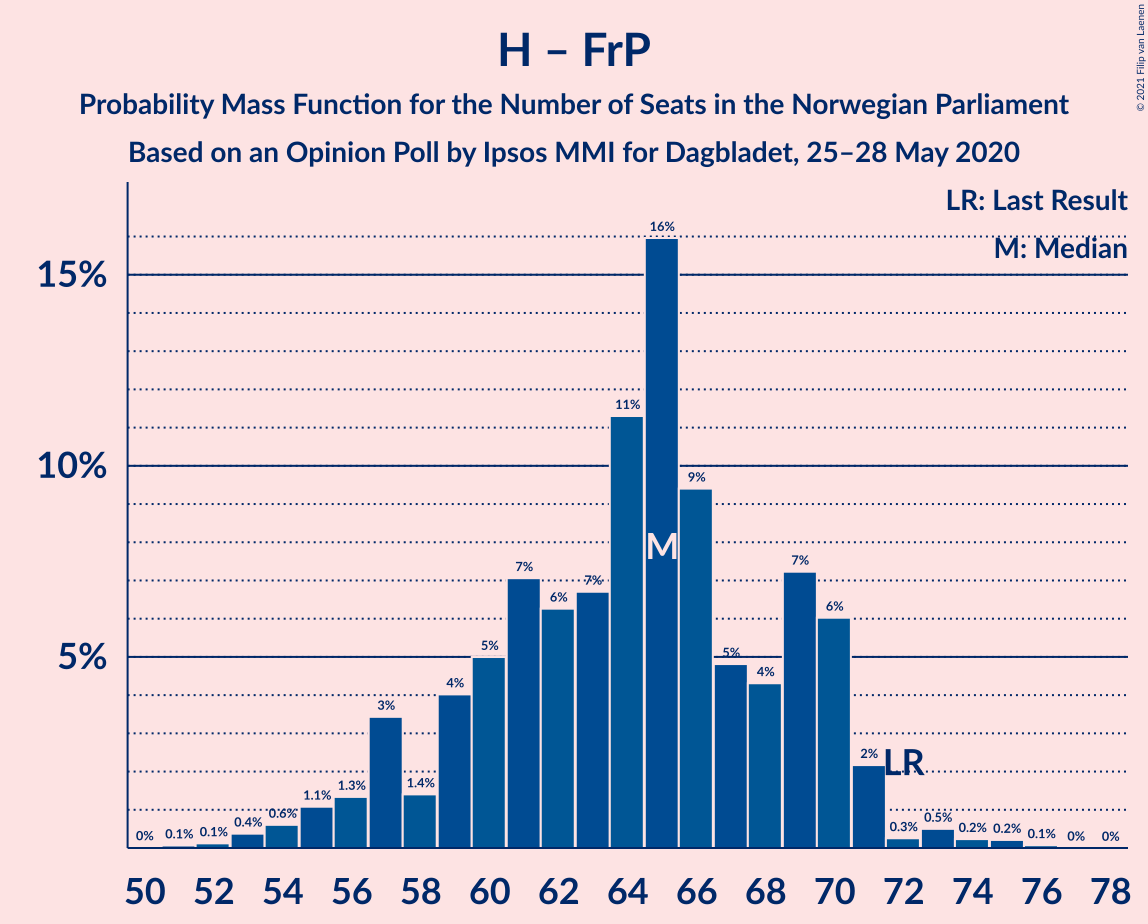 H – FrP
Probability Mass Function for the Number of Seats in the Norwegian Parliament
Based on an Opinion Poll by Ipsos MMI for Dagbladet, 25–28 May 2020
© 2021 Filip van Laenen
LR: Last Result
M: Median
15%
10%
5%
0% 0.1% 0.1% 0.4% 0.6% 1.1% 1.3% 3% 1.4% 4% 5% 7% 6% 7% 11% 16% 9% 5% 4% 7% 6% 2% 0.3% 0.5% 0.2% 0.2% 0.1% 0% 0%
M
LR
50 52 54 56 58 60 62 64 66 68 70 72 74 76 78